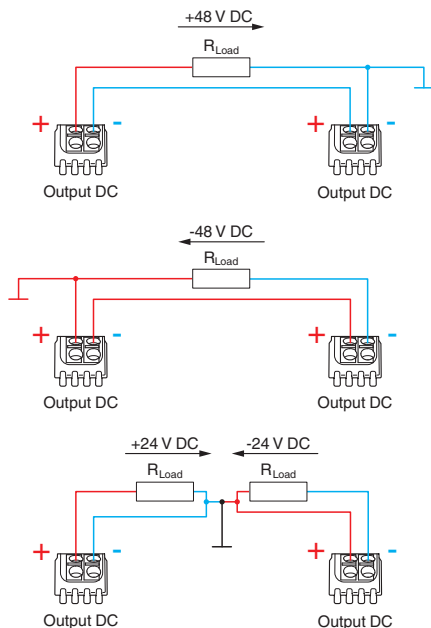 +48 V DC
RLoad
+ - + -
Output DC Output DC
-48 V DC
RLoad
+ - + -
Output DC Output DC
+24 V DC -24 V DC
RLoad RLoad
+ - + -
Output DC Output DC